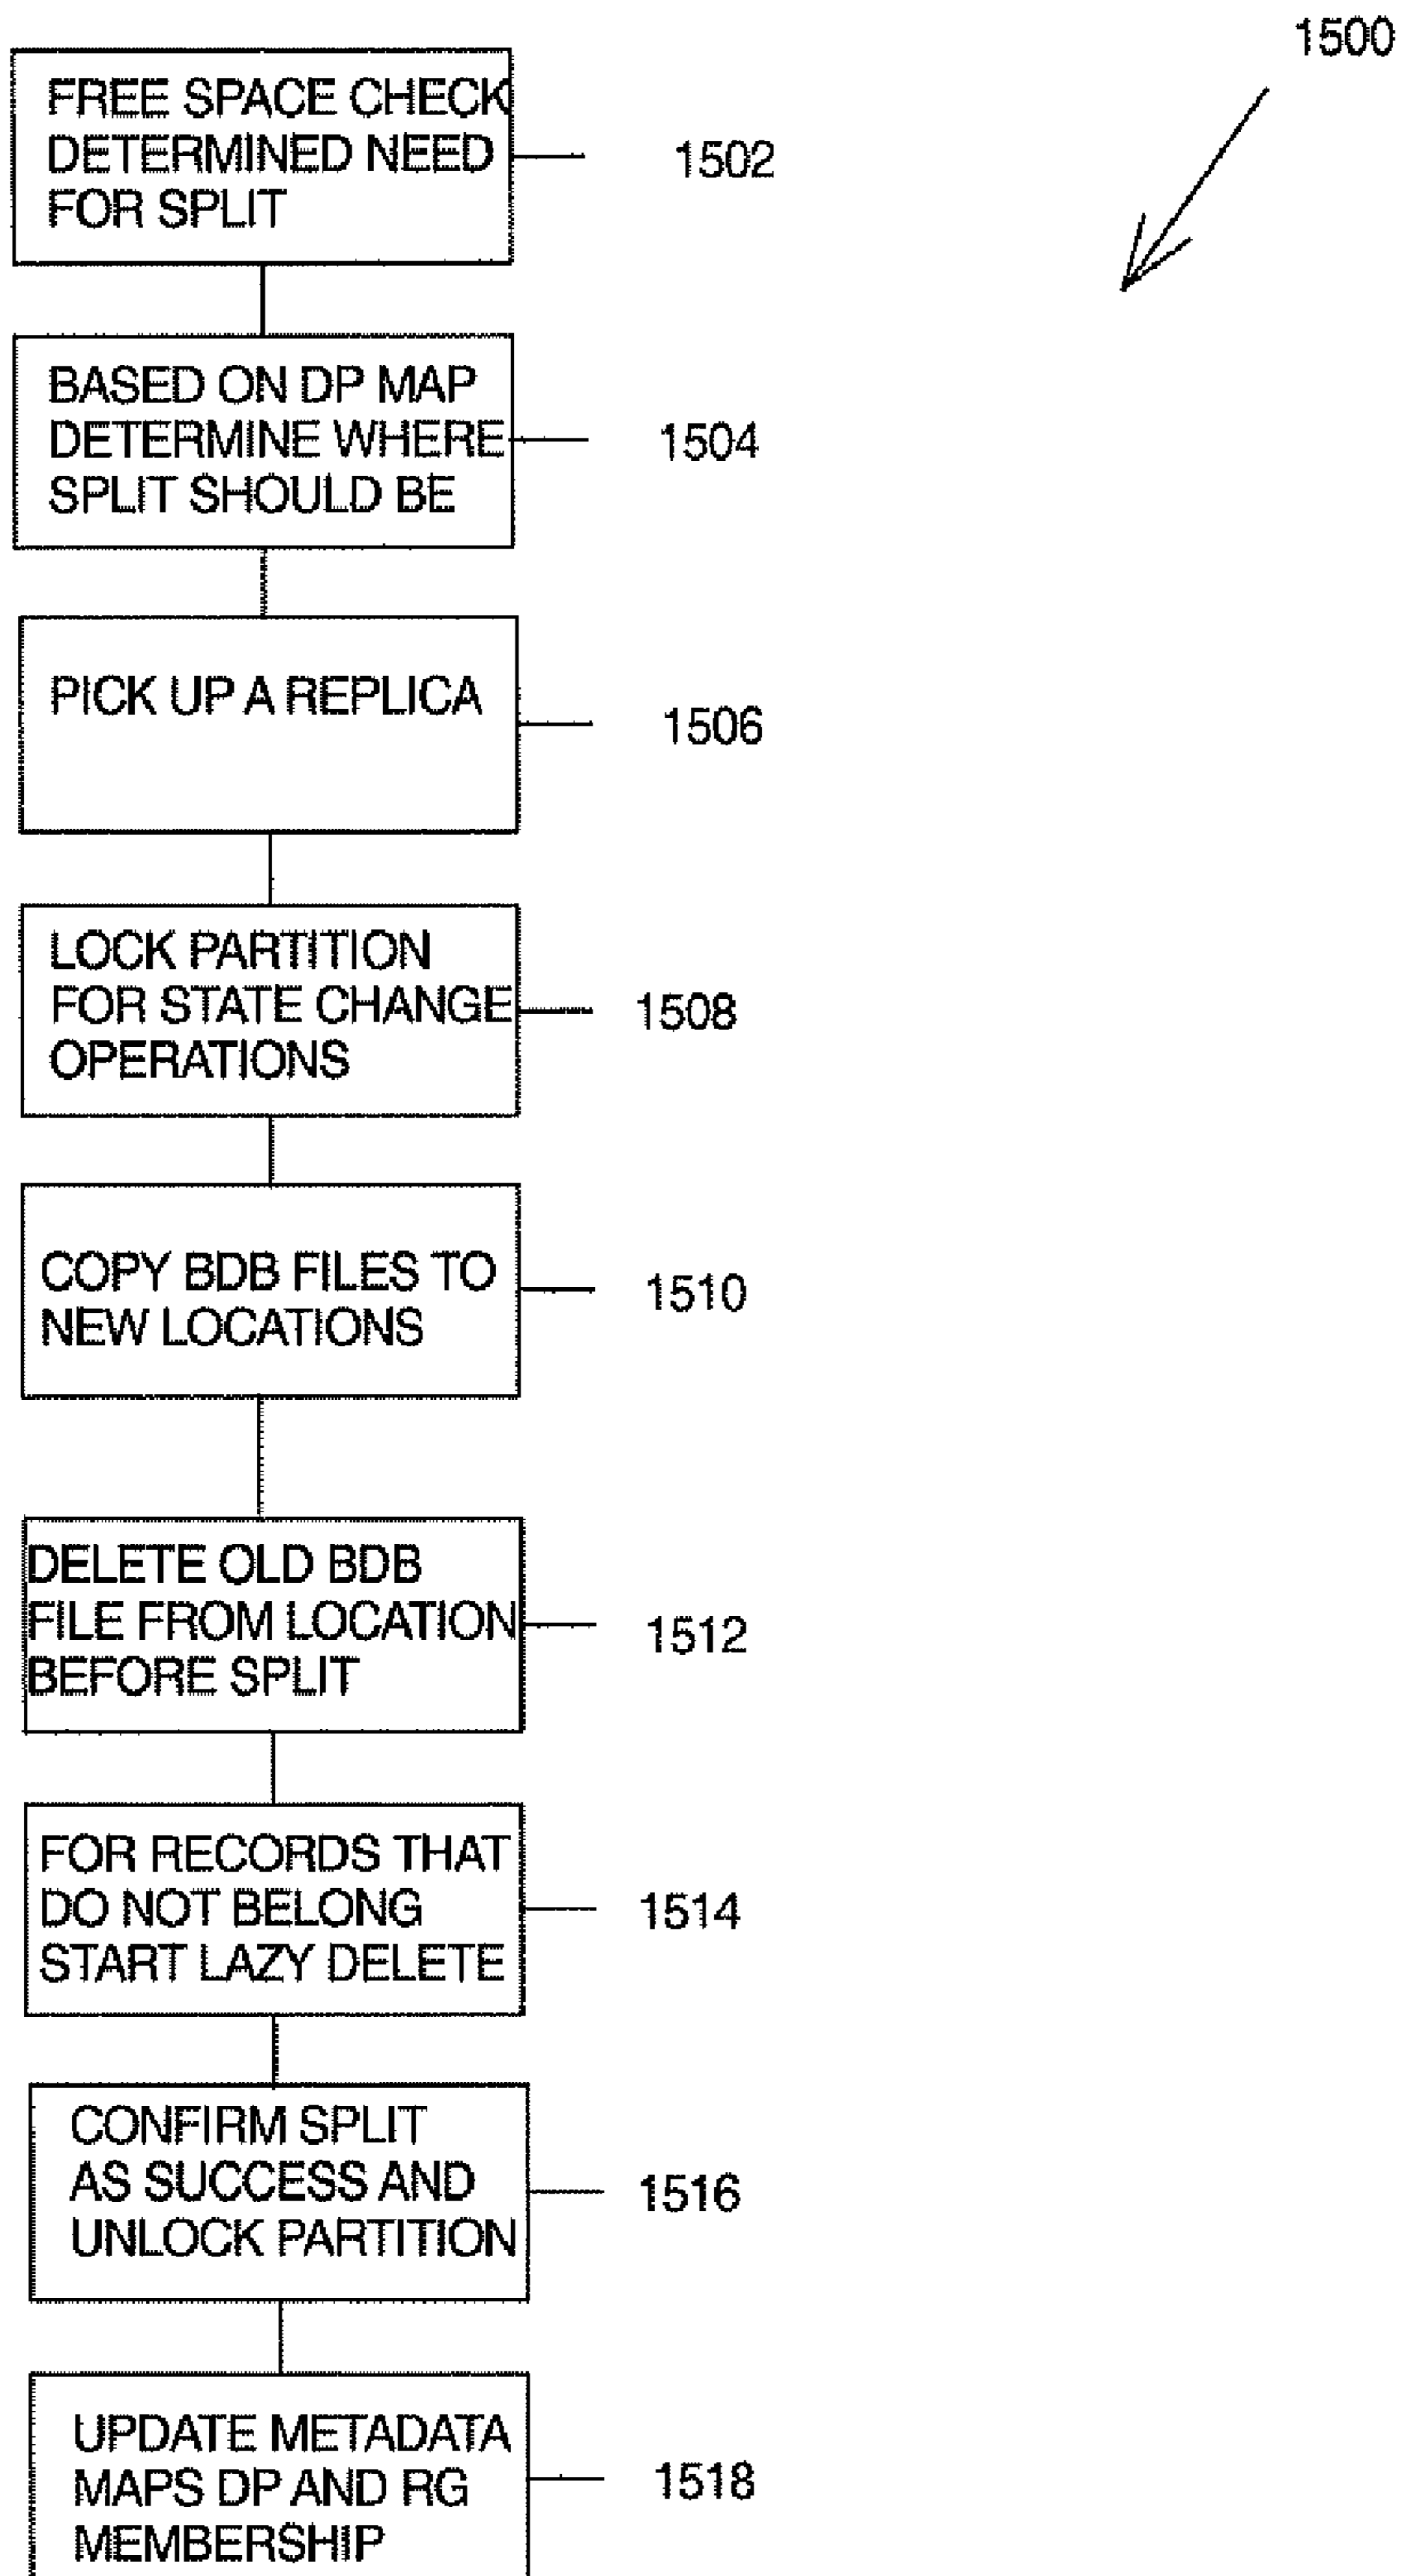 1500
FREE SPACE CHECK
DETERMINED NEED
FOR SPLIT
1502
BASED ON DP MAP
DETERMINE WHERE
SPLIT SHOULD BE
1504
PICK UP A REPLICA
1506
LOCK PARTITION
FOR STATE CHANGE
OPERATIONS
1508
COPY BDB FILES TO
NEW LOCATIONS
1510
DELETE OLD BDB
FILE FROM LOCATION
BEFORE SPLIT
1512
FOR RECORDS THAT
DO NOT BELONG
START LAZY DELETE
1514
CONFIRM SPLIT
AS SUCCESS AND
UNLOCK PARTITION
1516
UPDATE METADATA
MAPS DP AND RG
MEMBERSHIP
1518